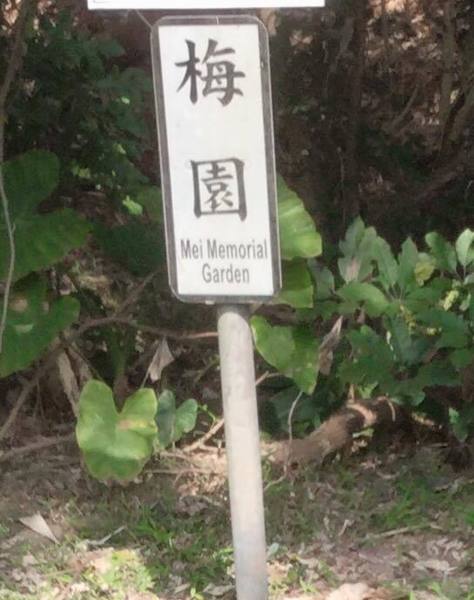 梅
園
Mei Memorial
Garden